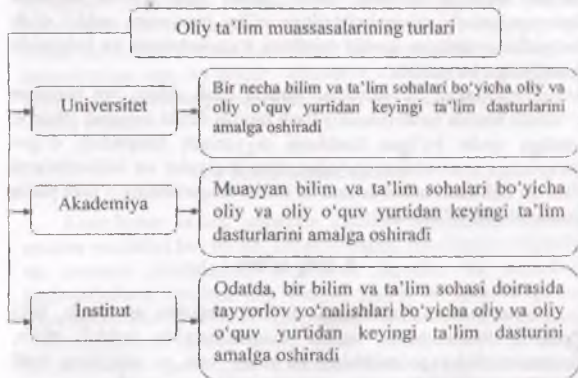 Oliy ta’lim muassasalarining turlari
Universitet
Bir necha bilim va ta’lim sohalari bo‘yicha oliy va
oliy o‘quv yurtidan keyingi ta’lim dasturlarini
amalga oshiradi
Akademiya
Muayyan bilim va ta’lim sohalari bo‘yicha
oliy va oliy o‘quv yurtidan keyingi ta’lim
dasturlarini amalga oshiradi
Institut
Odatda, bir bilim va ta’lim sohasi doirasida
tayyorlov yo‘nalishlari bo‘yicha oliy va oliy
o‘quv yurtidan keyingi ta’lim dasturini
amalga oshiradi